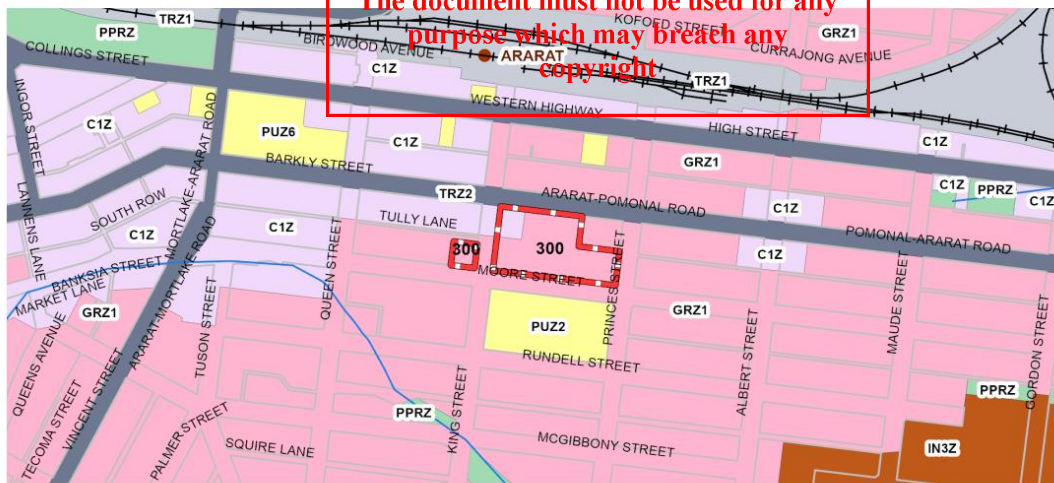 The document must not be used for any
purpose which may breach any
copyright
TRZ1
PPRZ
COLLINGS STREET
BIRDWOOD AVENUE
ARARAT
KOFOED STREET
GRZ1
CURRAJONG AVENUE
C1Z
TRZ1
INGOR STREET
C1Z
WESTERN HIGHWAY
HIGH STREET
C1Z
PUZ6
C1Z
GRZ1
BARKLY STREET
C1Z
PPRZ
C1Z
LANNENS LANE
SOUTH ROW
MORTLAKE-ARARAT ROAD
TRZ2
ARARAT-POMONAL ROAD
C1Z
TULLY LANE
C1Z
C1Z
POMONAL-ARARAT ROAD
300
300
C1Z
BANKSIA STREET
MARKET LANE
QUEEN STREET
MOORE STREET
PRINCES STREET
GRZ1
ARARAT-MORTLAKE ROAD
GRZ1
MAUDE STREET
PUZ2
TUSON STREET
RUNDELL STREET
QUEENS AVENUE
ALBERT STREET
GORDON STREET
PPRZ
TECOMA STREET
VINCENT STREET
PALMER STREET
PPRZ
KING STREET
SQUIRE LANE
MCGIBBONY STREET
IN3Z